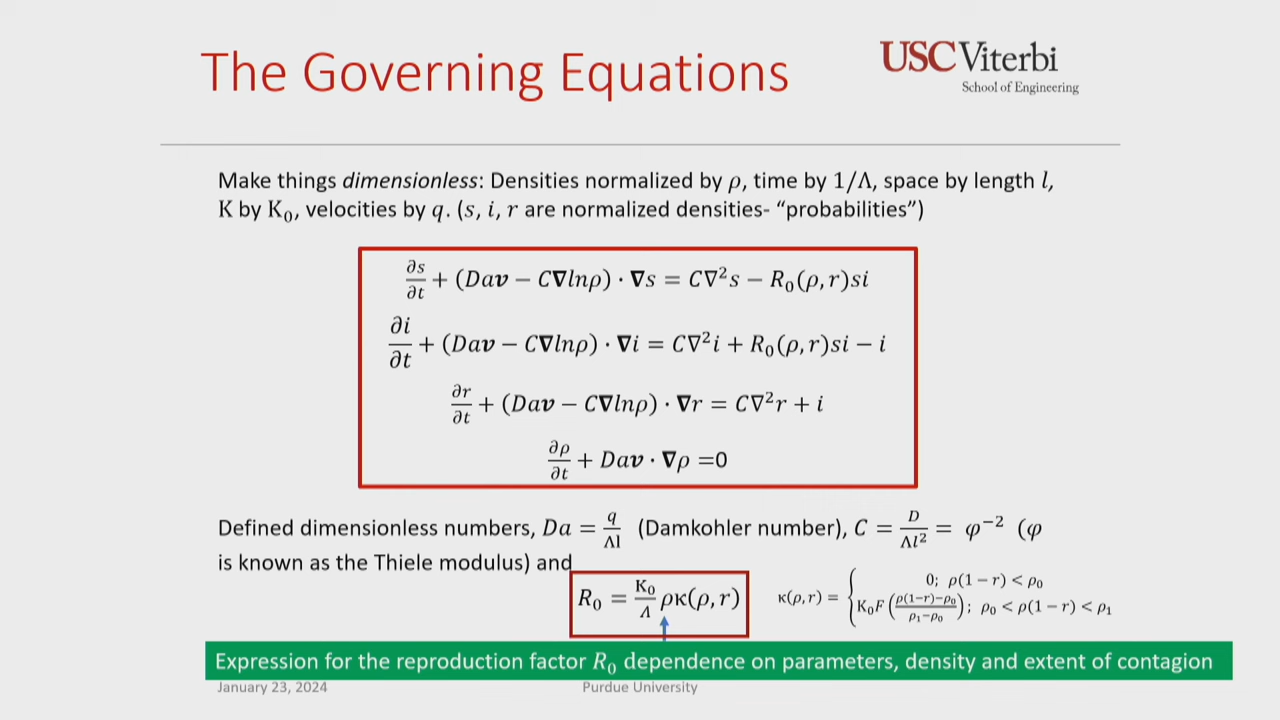 The Governing Equations
USC Viterbi
School of Engineering
Make things dimensionless: Densities normalized by ρ, time by 1/Λ, space by length l,
K by K₀, velocities by q. (s, i, r are normalized densities- “probabilities”)
∂s/∂t + (Da𝒗 − C∇lnρ) · ∇s = C∇²s − R₀(ρ, r)si
∂i/∂t + (Da𝒗 − C∇lnρ) · ∇i = C∇²i + R₀(ρ, r)si − i
∂r/∂t + (Da𝒗 − C∇lnρ) · ∇r = C∇²r + i
∂ρ/∂t + Da𝒗 · ∇ρ =0
Defined dimensionless numbers, Da = q/Λl (Damkohler number), C = D/Λl² = φ⁻² (φ
is known as the Thiele modulus) and
R₀ = K₀/Λ ρκ(ρ, r)
κ(ρ, r) = { 0; ρ(1 − r) < ρ₀
K₀F((ρ(1−r)−ρ₀)/(ρ₁−ρ₀)); ρ₀ < ρ(1 − r) < ρ₁
Expression for the reproduction factor R₀ dependence on parameters, density and extent of contagion
January 23, 2024
Purdue University